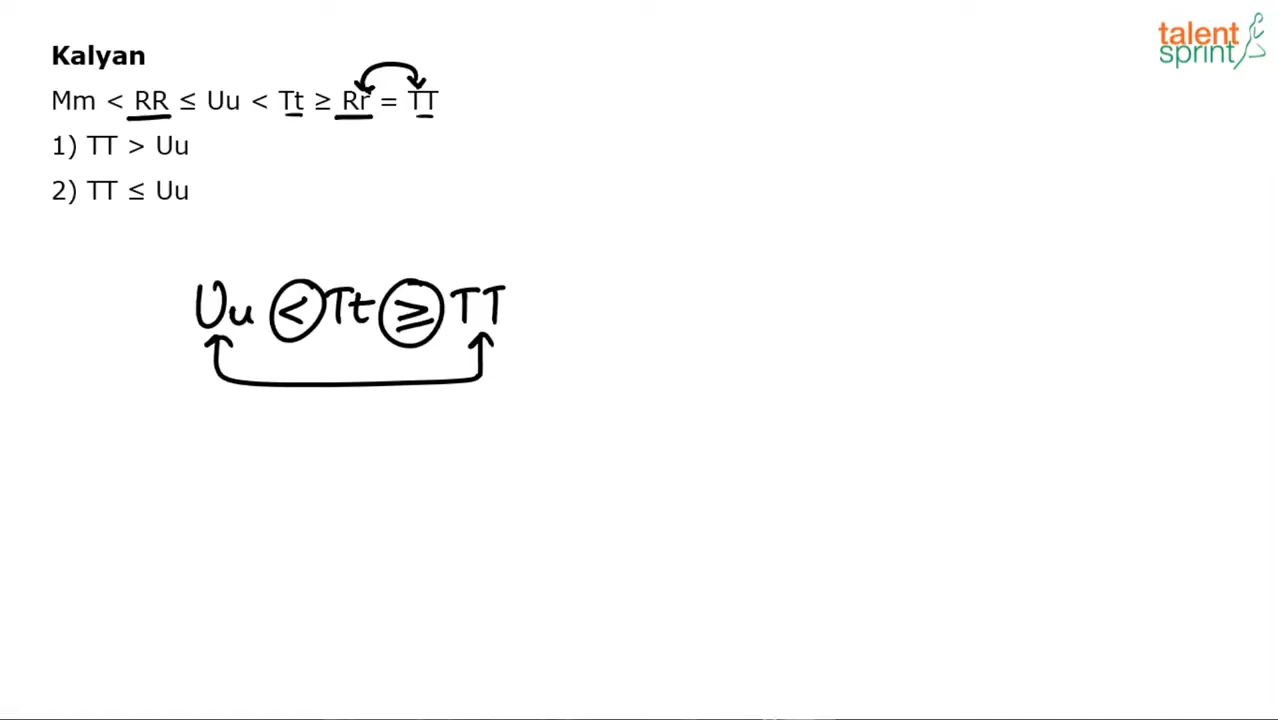 talent
sprint
Kalyan
Mm < RR ≤ Uu < Tt ≥ Rr = TT
1) TT > Uu
2) TT ≤ Uu
Uu < Tt ≥ TT